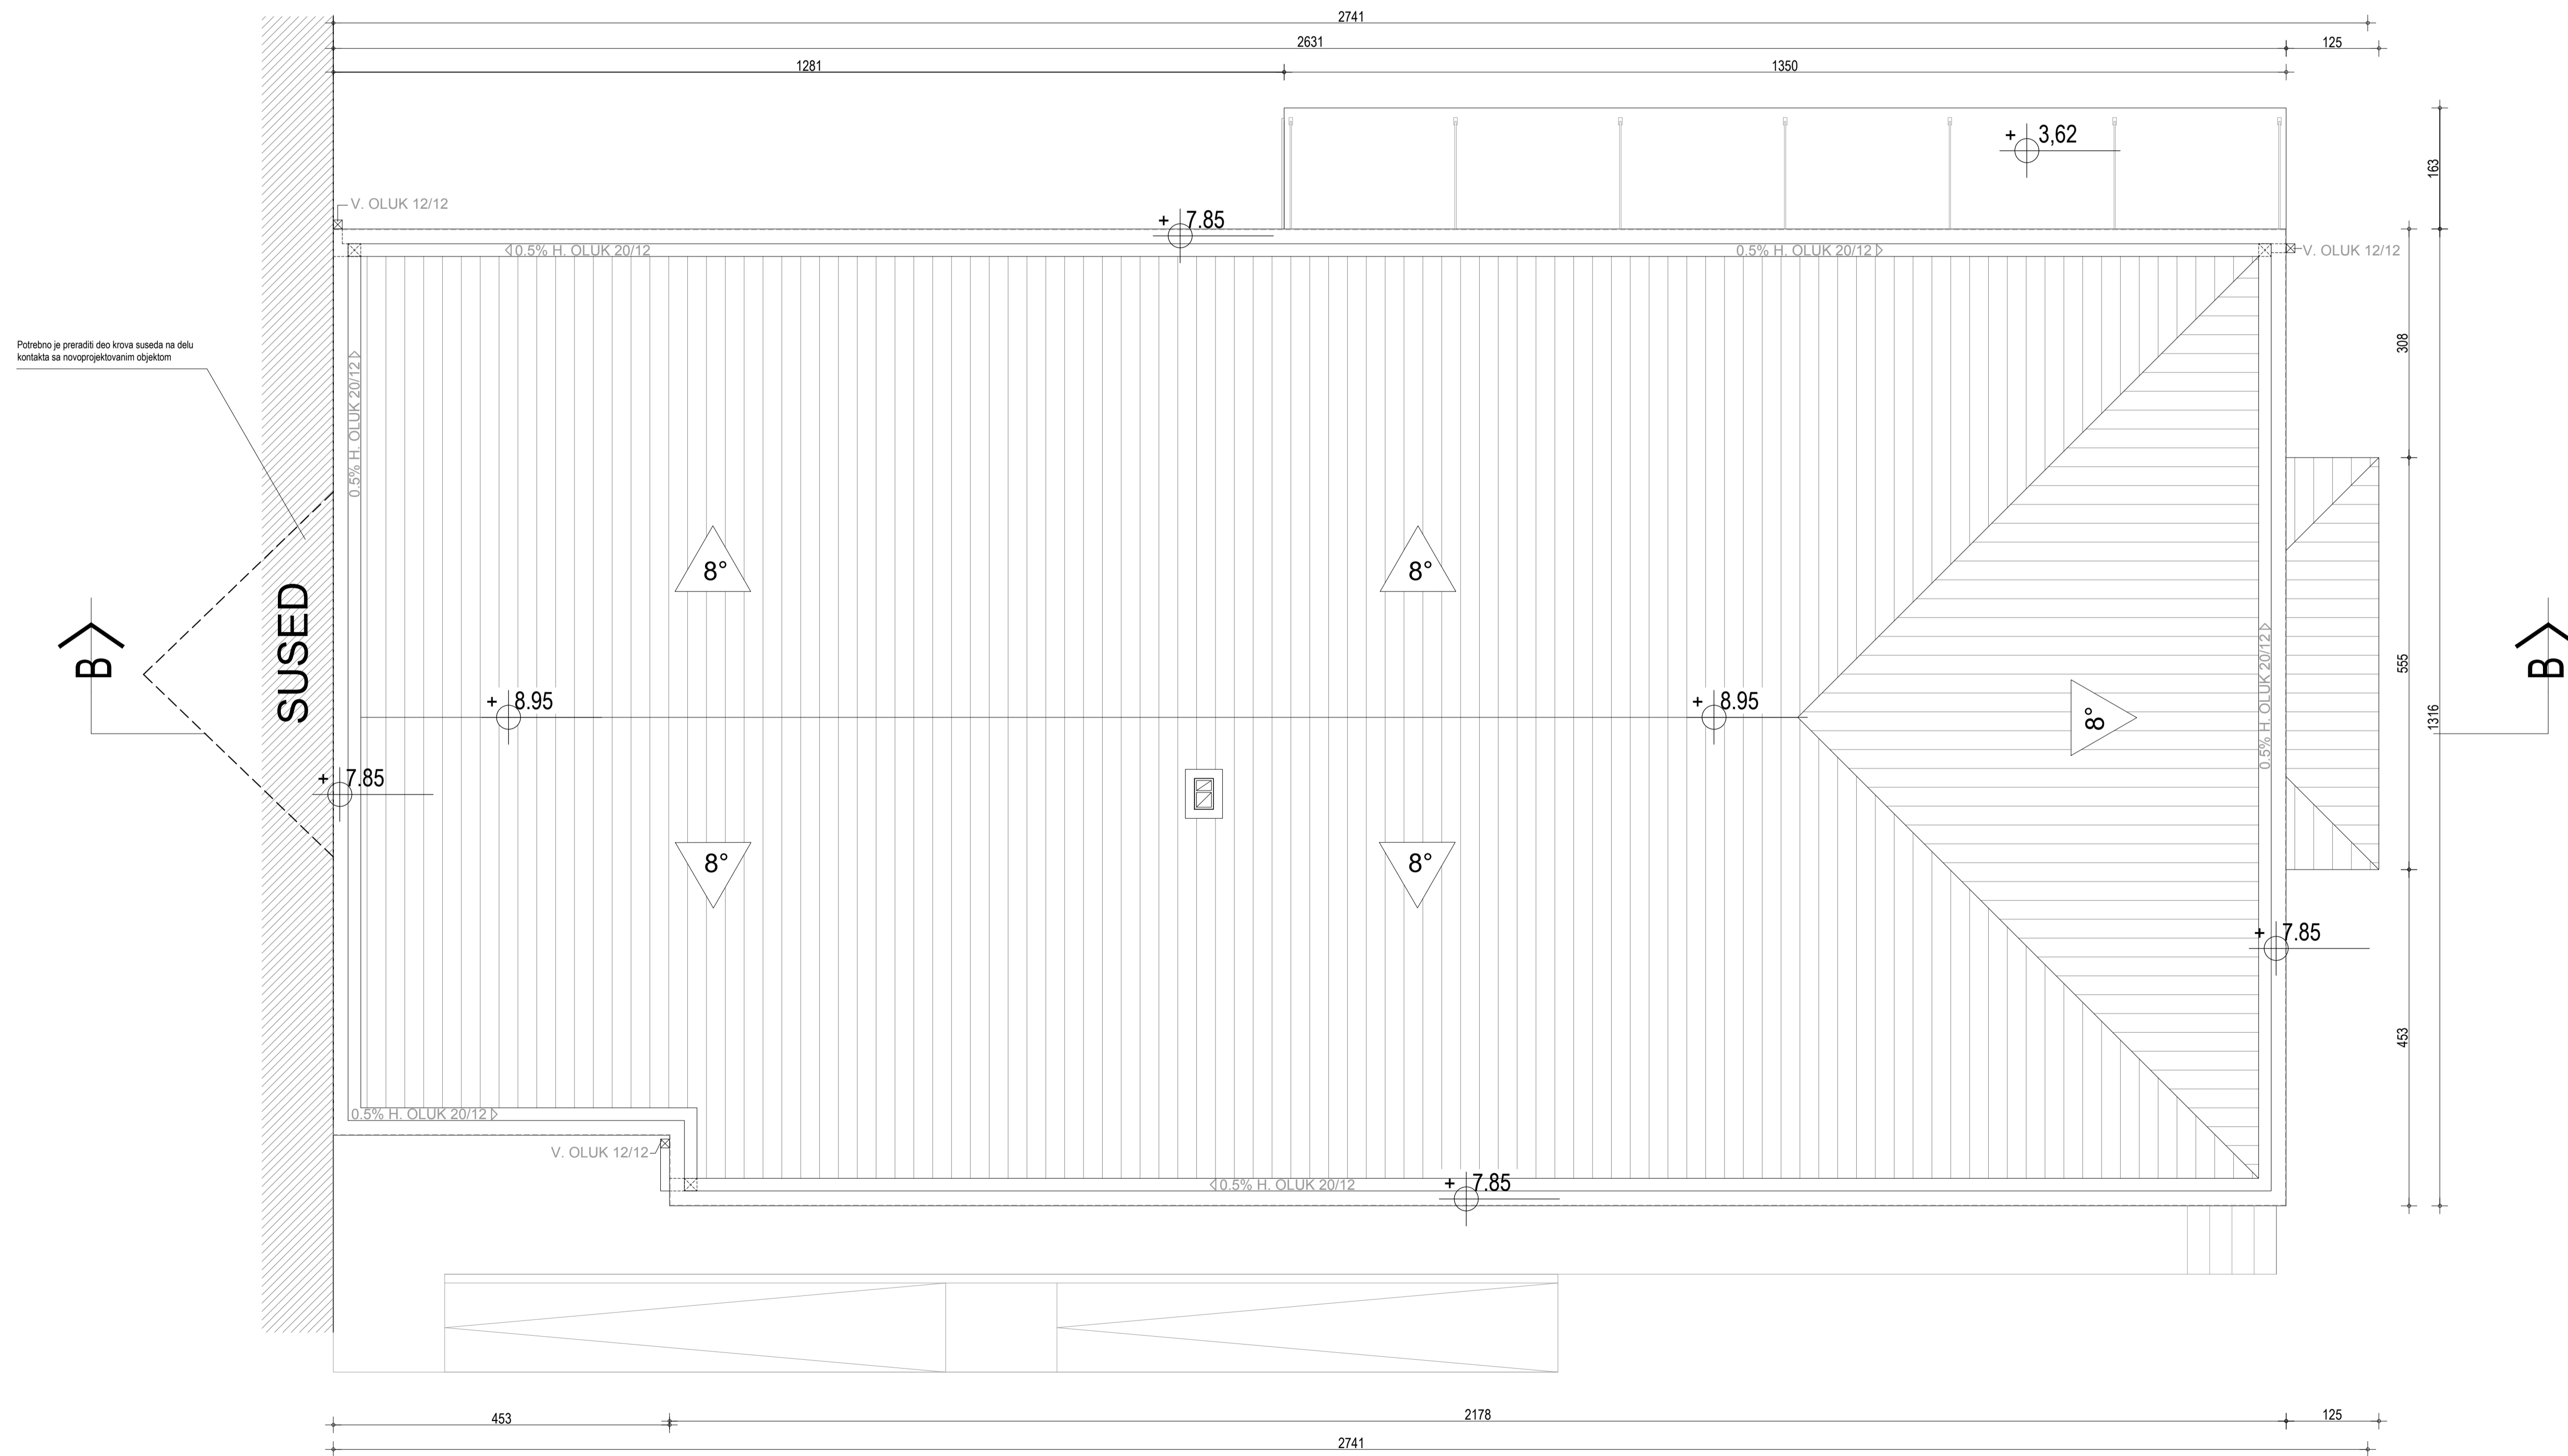 2741
2631
125
1281
1350
+ 3,62
163
V. OLUK 12/12
+ 7.85
0.5% H. OLUK 20/12
0.5% H. OLUK 20/12
V. OLUK 12/12
308
Potrebno je preraditi deo krova suseda na delu
kontakta sa novoprojektovanim objektom
0.5% H. OLUK 20/12
8°
8°
SUSED
B
B
555
0.5% H. OLUK 20/12
+ 8.95
+ 8.95
8°
1316
+ 7.85
8°
8°
+ 7.85
453
0.5% H. OLUK 20/12
V. OLUK 12/12
0.5% H. OLUK 20/12
+ 7.85
453
2178
125
2741